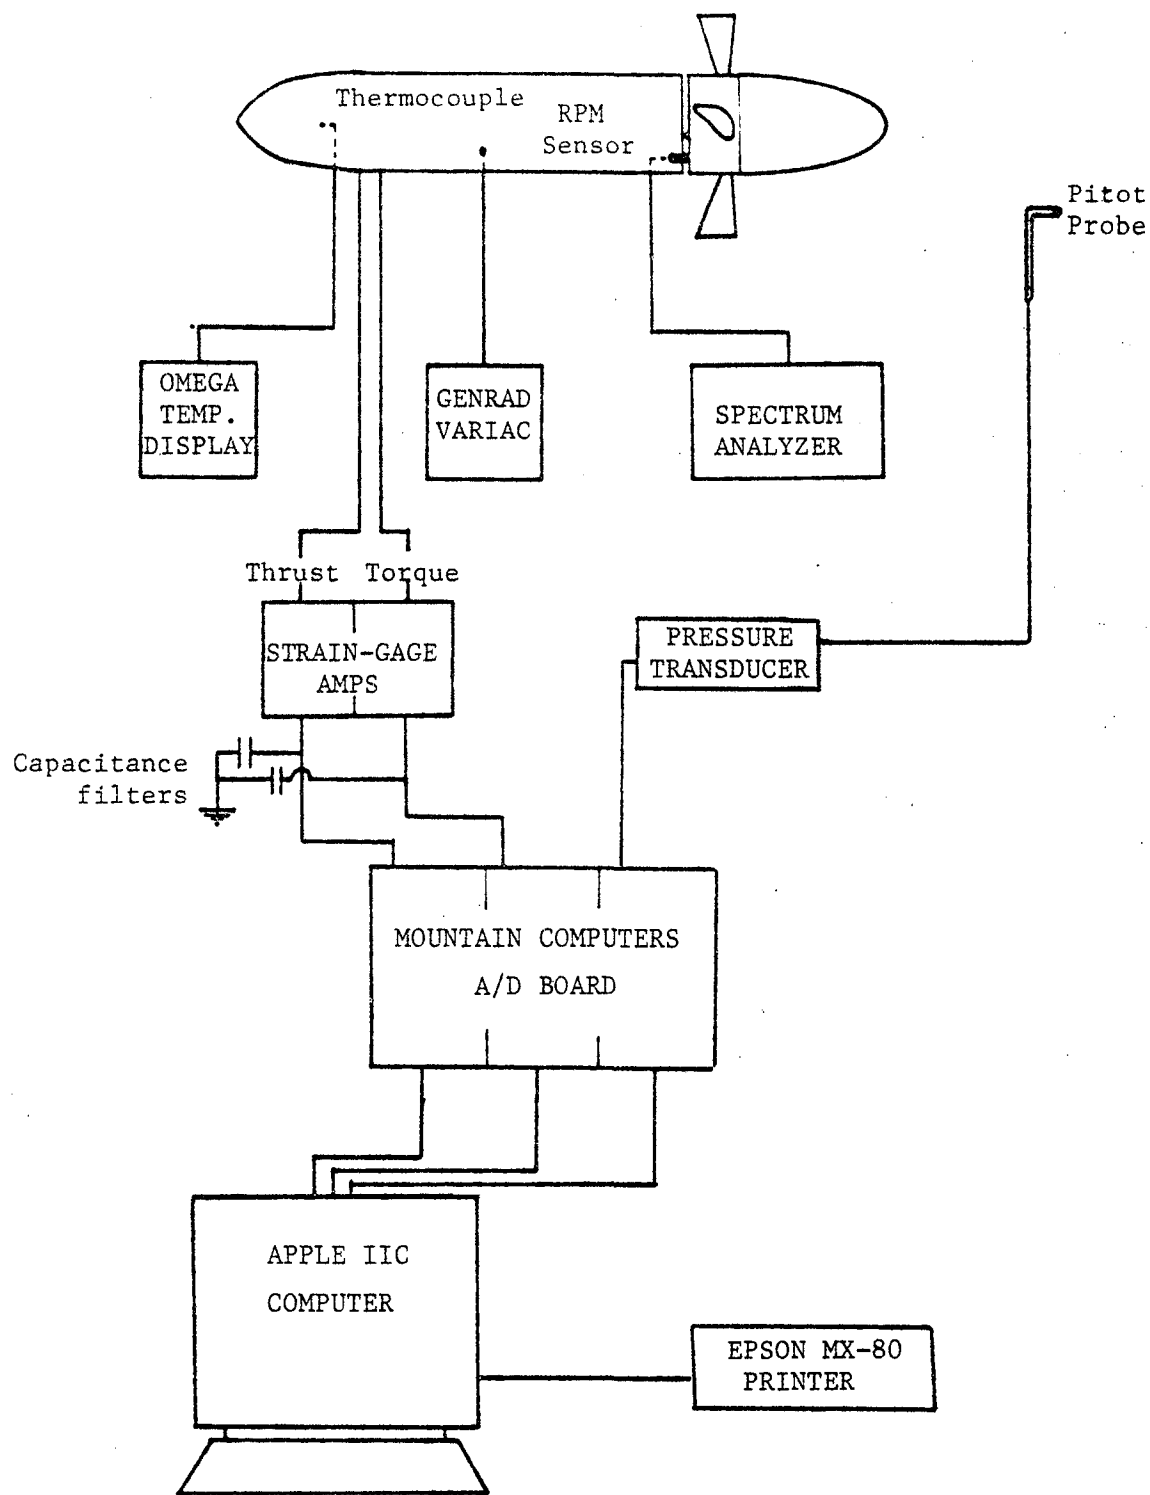 Thermocouple
RPM
Sensor
Pitot
Probe
OMEGA
TEMP.
DISPLAY
GENRAD
VARIAC
SPECTRUM
ANALYZER
Thrust Torque
STRAIN-GAGE
AMPS
PRESSURE
TRANSDUCER
Capacitance
filters
MOUNTAIN COMPUTERS
A/D BOARD
APPLE IIC
COMPUTER
EPSON MX-80
PRINTER